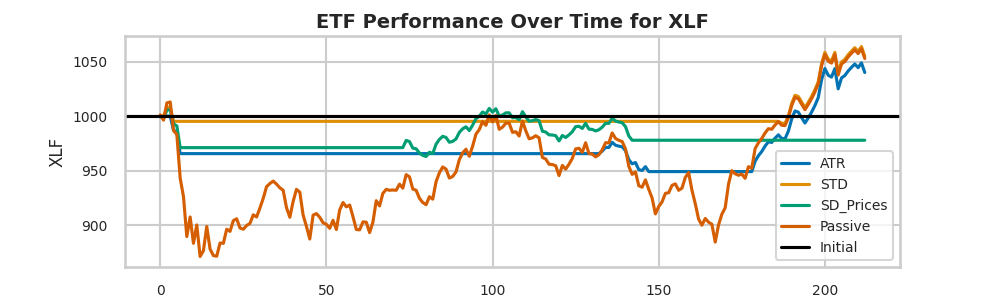 ETF Performance Over Time for XLF
XLF
1050
1000
950
900
0
50
100
150
200
ATR
STD
SD_Prices
Passive
Initial